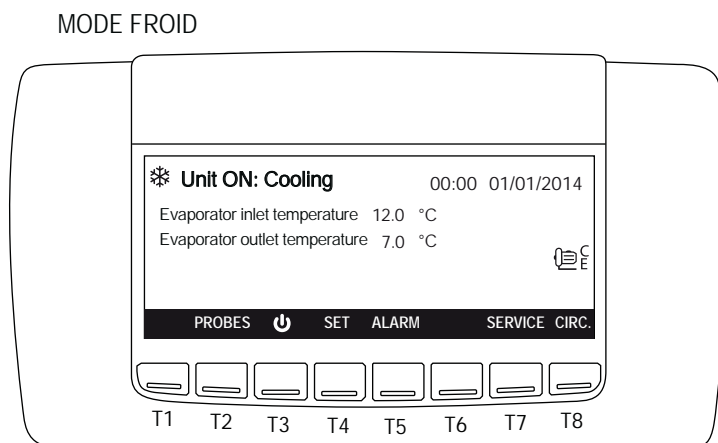 MODE FROID
Unit ON: Cooling 00:00 01/01/2014
Evaporator inlet temperature 12.0 °C
Evaporator outlet temperature 7.0 °C
C
E
PROBES SET ALARM SERVICE CIRC.
T1 T2 T3 T4 T5 T6 T7 T8